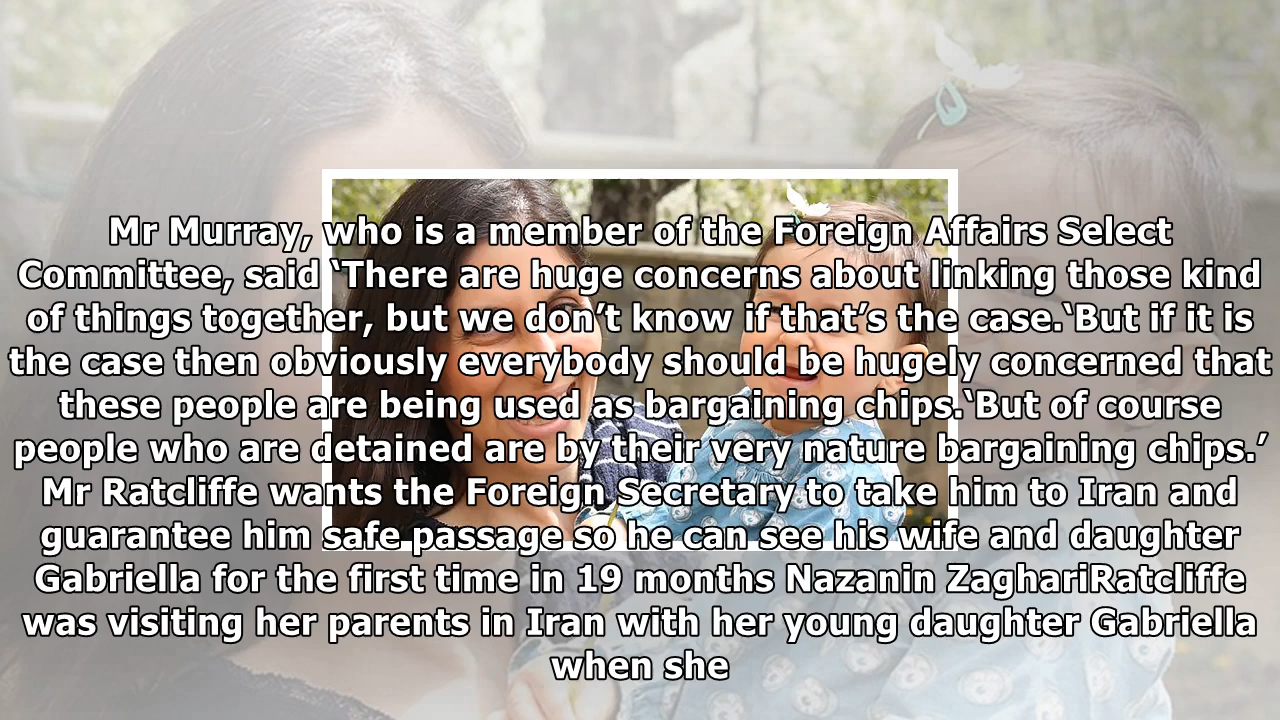 Mr Murray, who is a member of the Foreign Affairs Select
Committee, said ‘There are huge concerns about linking those kind
of things together, but we don’t know if that’s the case.‘But if it is
the case then obviously everybody should be hugely concerned that
these people are being used as bargaining chips.‘But of course
people who are detained are by their very nature bargaining chips.’
Mr Ratcliffe wants the Foreign Secretary to take him to Iran and
guarantee him safe passage so he can see his wife and daughter
Gabriella for the first time in 19 months Nazanin ZaghariRatcliffe
was visiting her parents in Iran with her young daughter Gabriella
when she